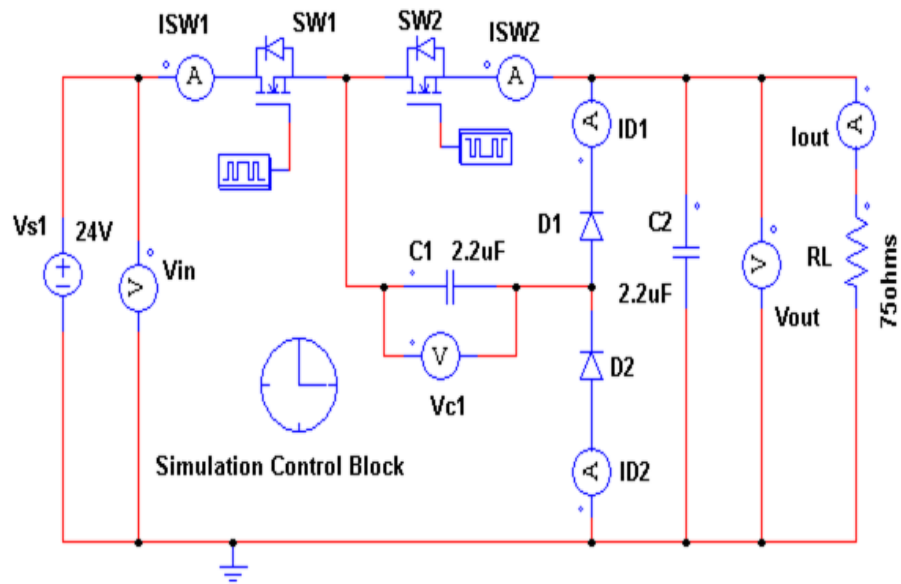 ISW1
SW1
SW2
ISW2
A
A
A
ID1
A
Iout
Vs1
24V
V
Vin
D1
C2
C1
2.2uF
V
RL
75ohms
2.2uF
Vout
V
Vc1
D2
Simulation Control Block
A
ID2